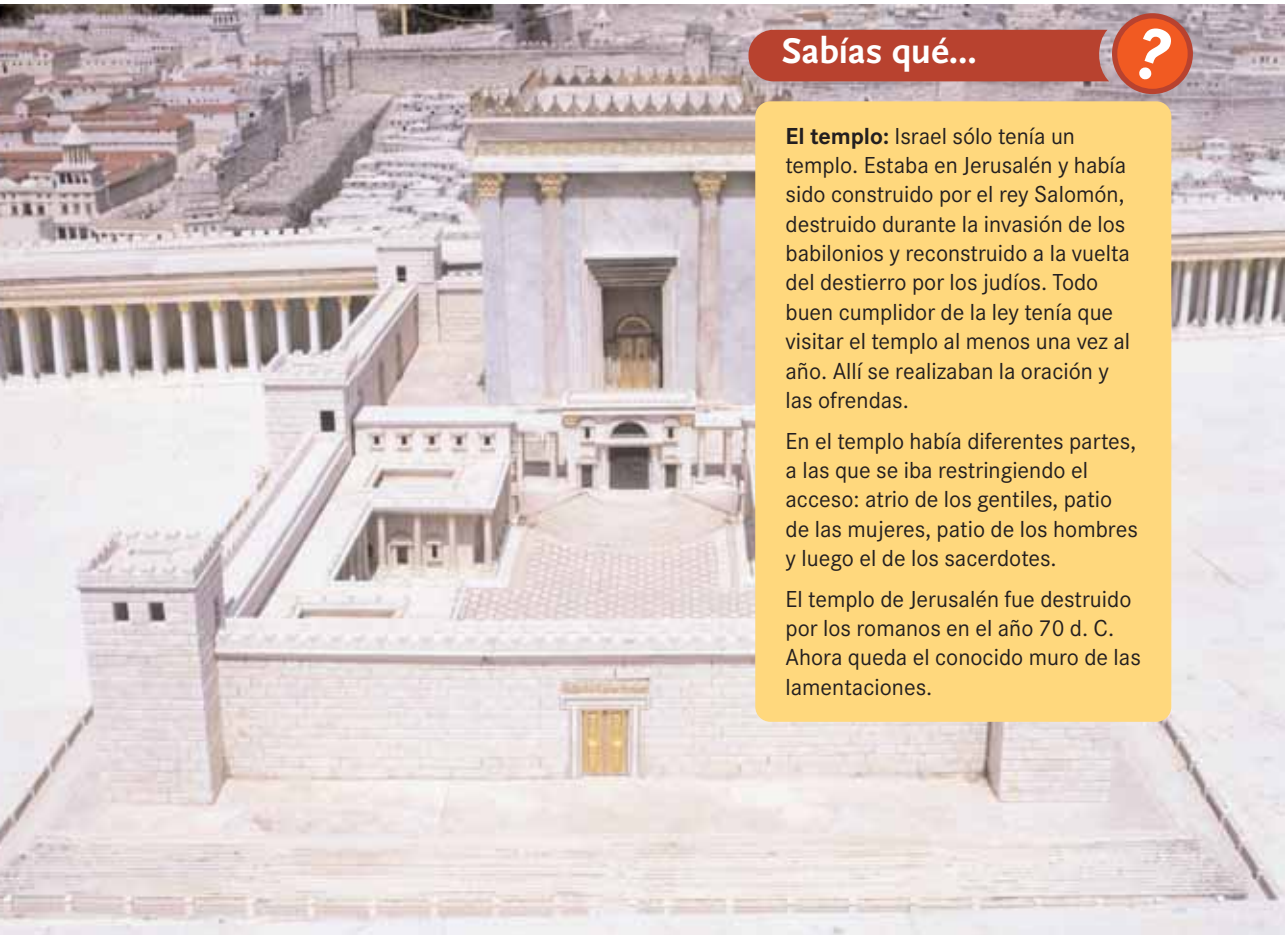 Sabías qué...
?
El templo: Israel sólo tenía un
templo. Estaba en Jerusalén y había
sido construido por el rey Salomón,
destruido durante la invasión de los
babilonios y reconstruido a la vuelta
del destierro por los judíos. Todo
buen cumplidor de la ley tenía que
visitar el templo al menos una vez al
año. Allí se realizaban la oración y
las ofrendas.
En el templo había diferentes partes,
a las que se iba restringiendo el
acceso: atrio de los gentiles, patio
de las mujeres, patio de los hombres
y luego el de los sacerdotes.
El templo de Jerusalén fue destruido
por los romanos en el año 70 d. C.
Ahora queda el conocido muro de las
lamentaciones.